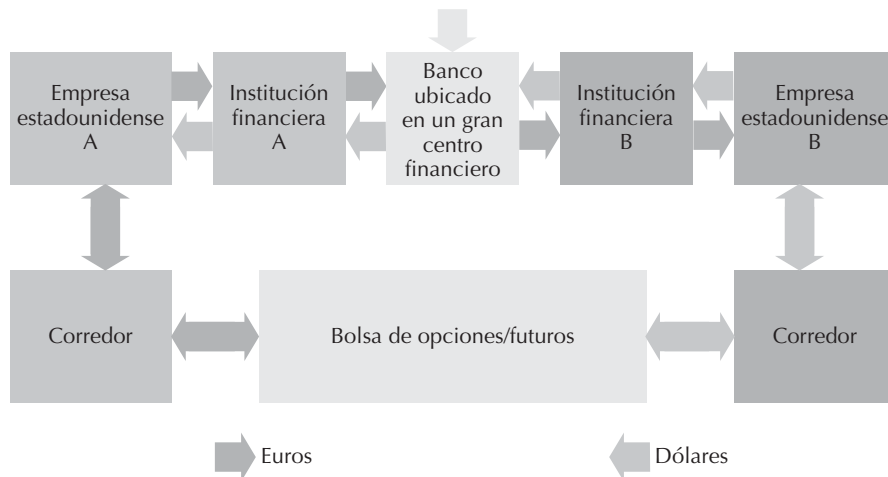 Empresa
estadounidense
A
Institución
financiera
A
Banco
ubicado
en un gran
centro
financiero
Institución
financiera
B
Empresa
estadounidense
B
Corredor
Bolsa de opciones/futuros
Corredor
Euros
Dólares